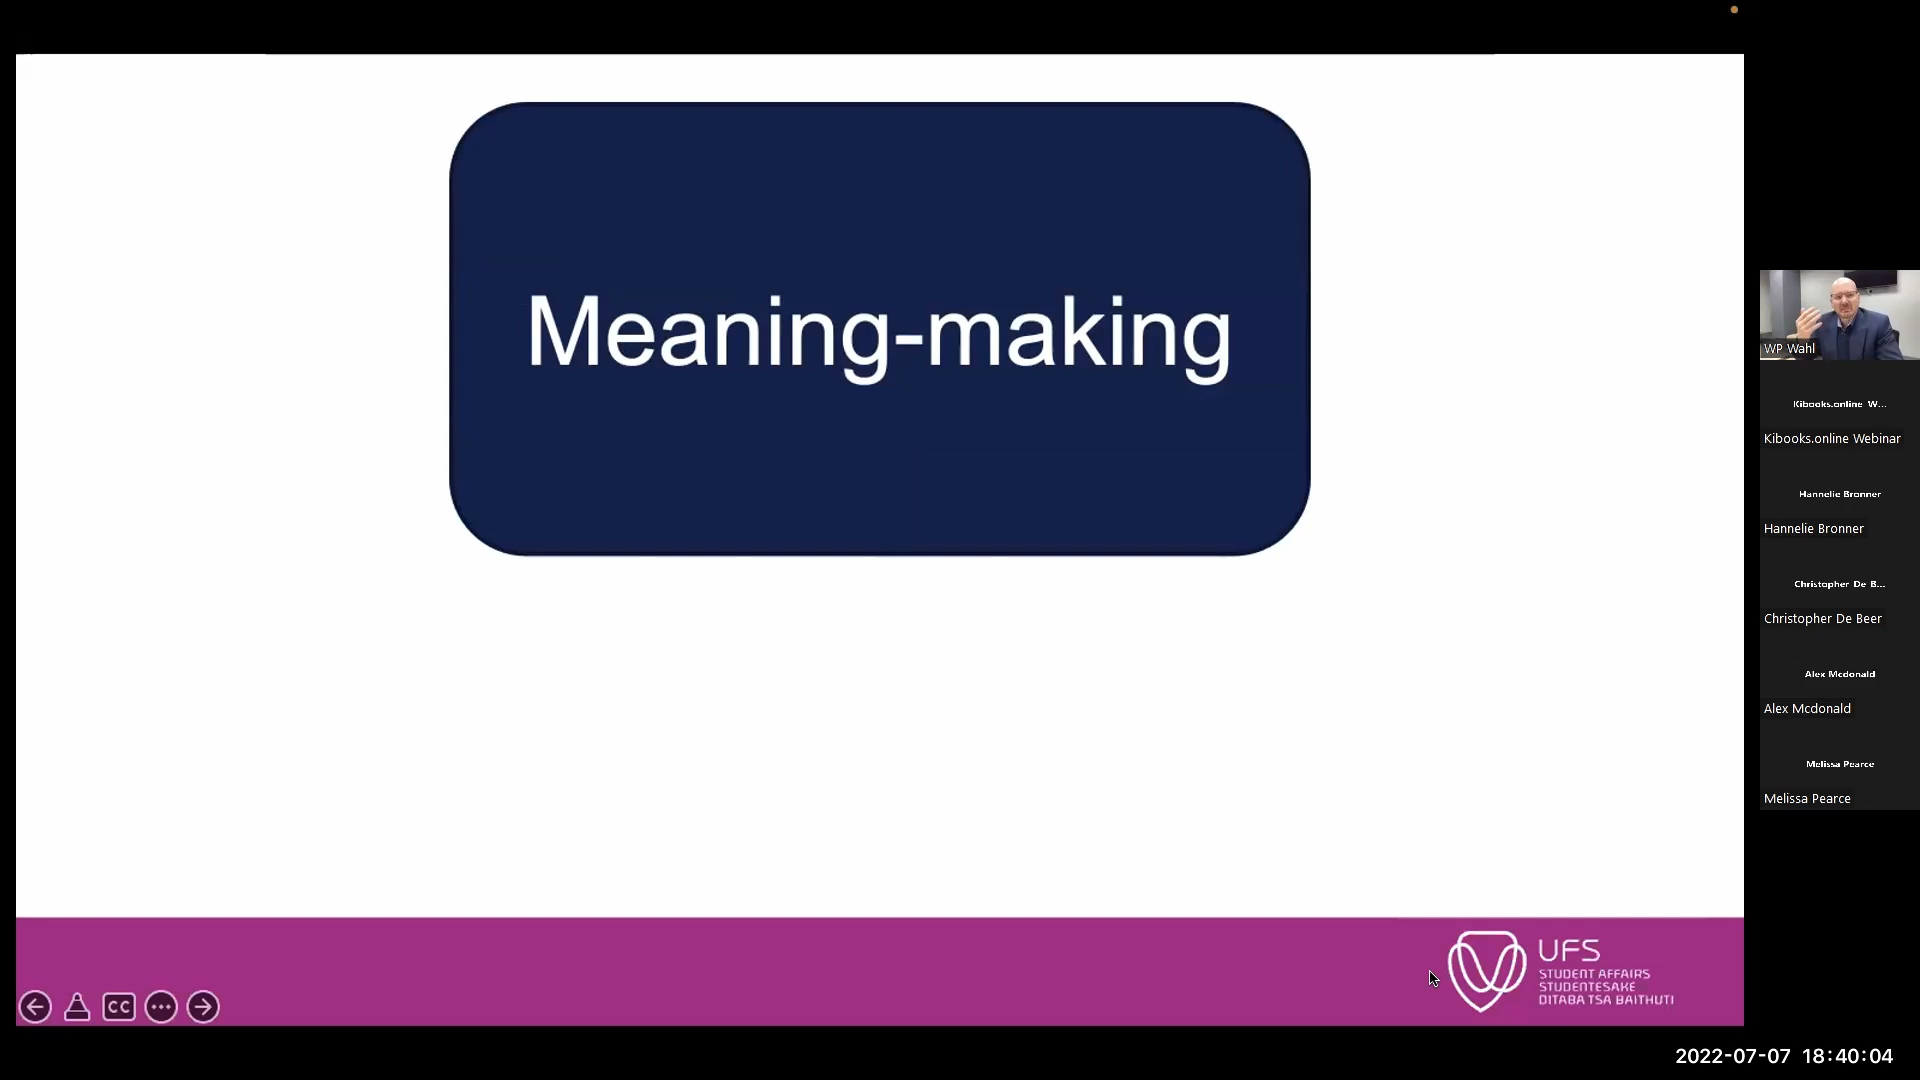 Meaning-making
WP Wahl
Kibooks.online W...
Kibooks.online Webinar
Hannelie Bronner
Hannelie Bronner
Christopher De B...
Christopher De Beer
Alex Mcdonald
Alex Mcdonald
Melissa Pearce
Melissa Pearce
UFS
STUDENT AFFAIRS
STUDENTESAKE
DITABA TSA BAITHUTI
CC
2022-07-07 18:40:04